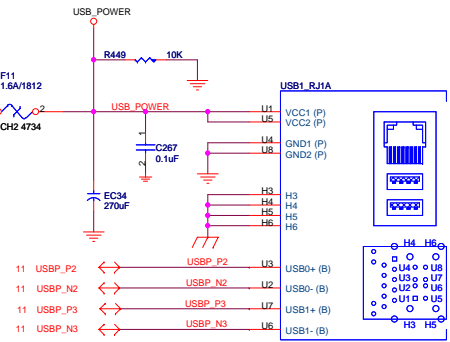 USB_POWER
R449 10K
F11
1.6A/1812
2
CH2 4734
USB_POWER
1
C267
0.1uF
2
EC34
270uF
USB1_RJ1A
U1 VCC1 (P)
U5 VCC2 (P)
U4 GND1 (P)
U8 GND2 (P)
H3 H3
H4 H4
H5 H5
H6 H6
11 USBP_P2 USBP_P2 U3 USB0+ (B)
11 USBP_N2 USBP_N2 U2 USB0- (B)
11 USBP_P3 USBP_P3 U7 USB1+ (B)
11 USBP_N3 USBP_N3 U6 USB1- (B)
H4 H6
U4 U8
U3 U7
U2 U6
U1 U5
H3 H5